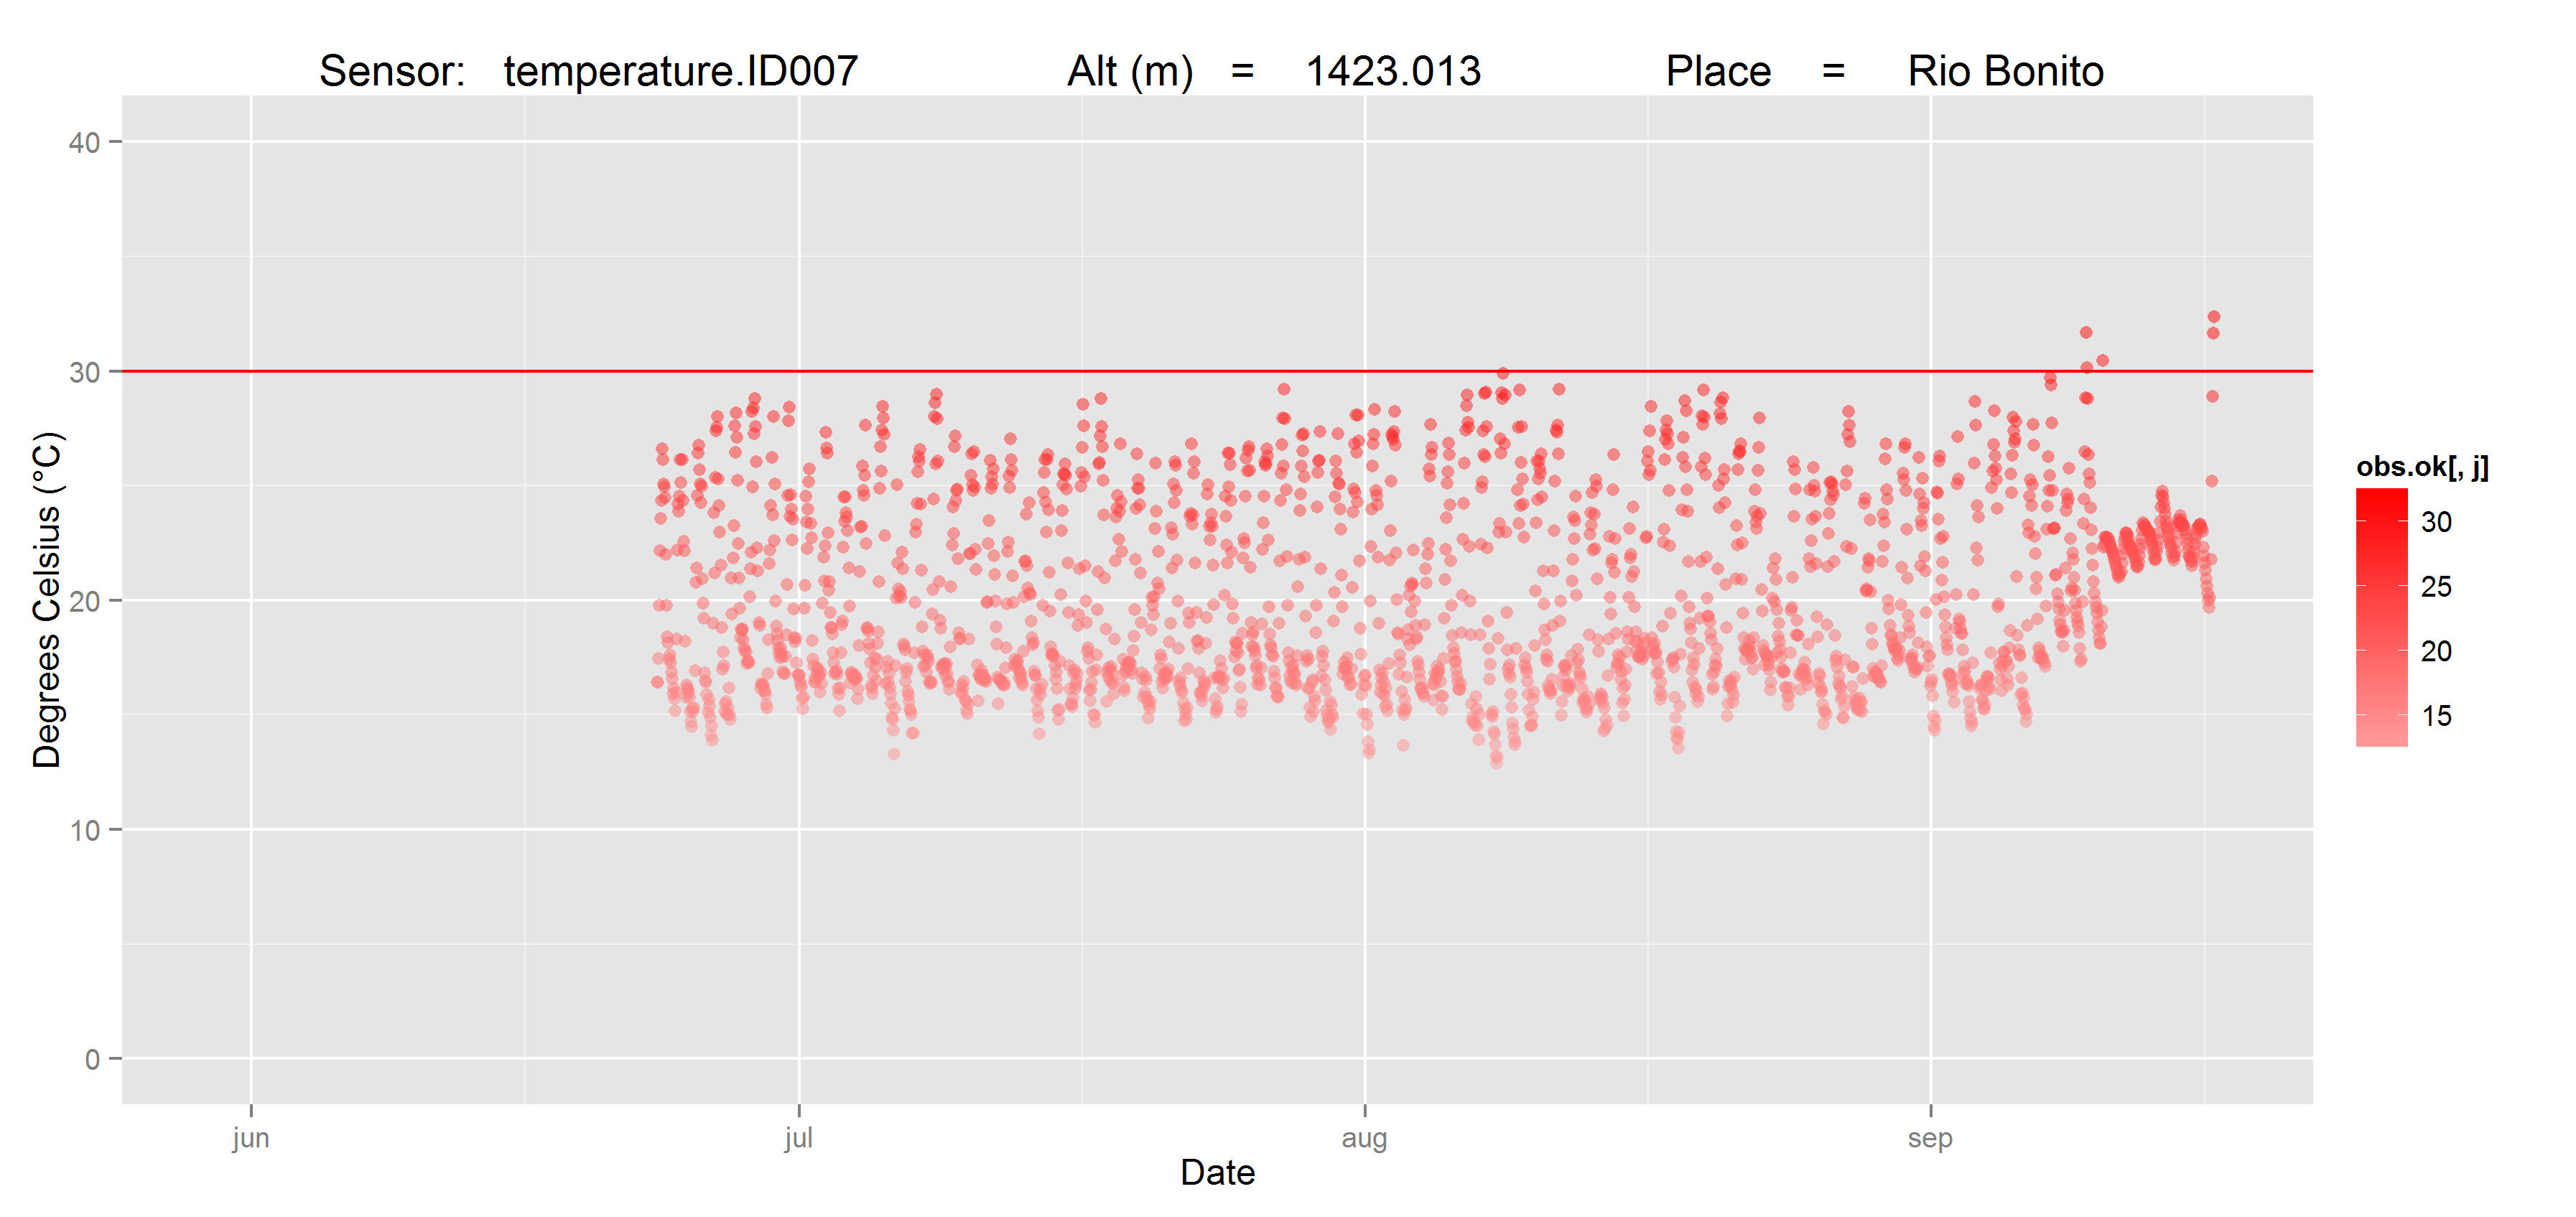 Sensor: temperature.ID007 Alt (m) = 1423.013 Place = Rio Bonito
40
30
20
10
0
Degrees Celsius (°C)
jun jul aug sep
Date
obs.ok[, j]
30
25
20
15